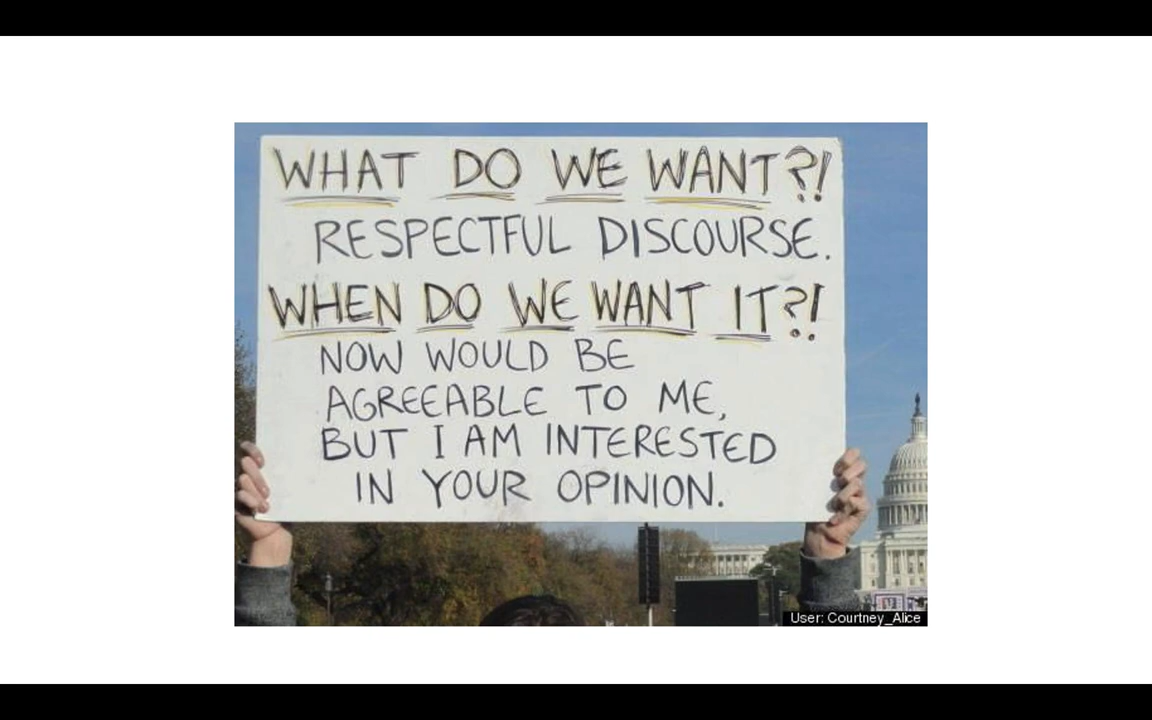 WHAT DO WE WANT?!
RESPECTFUL DISCOURSE.
WHEN DO WE WANT IT?!
NOW WOULD BE
AGREEABLE TO ME,
BUT I AM INTERESTED
IN YOUR OPINION.
User: Courtney_Alice